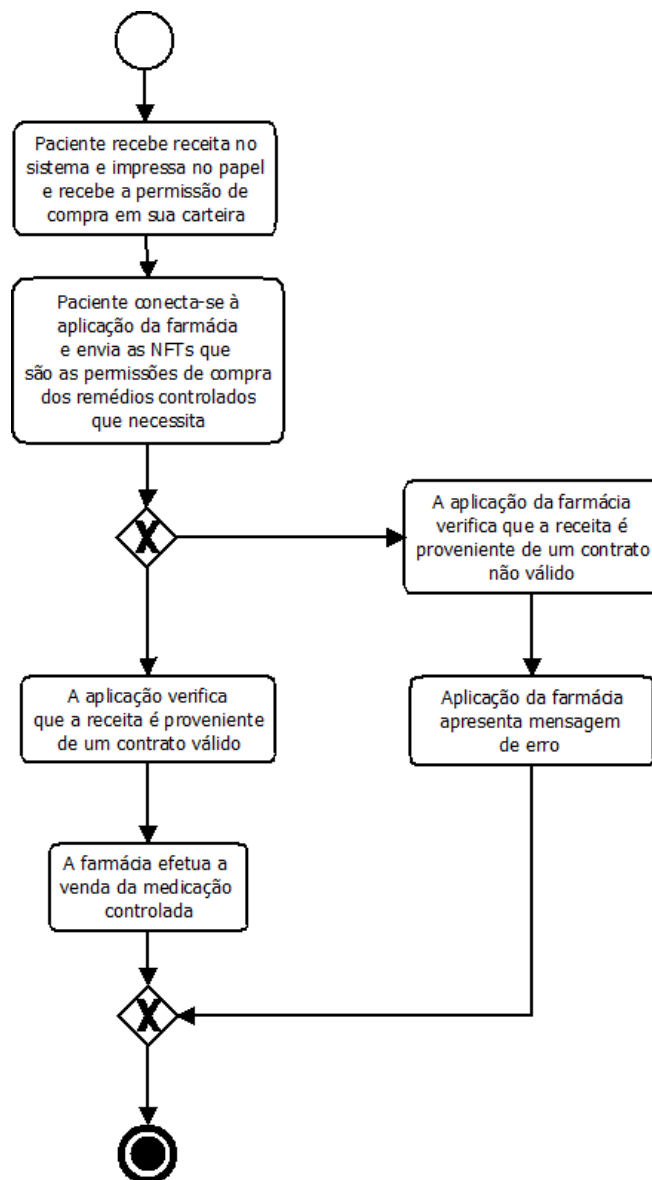 Paciente recebe receita no
sistema e impressa no papel
e recebe a permissão de
compra em sua carteira
Paciente conecta-se à
aplicação da farmácia
e envia as NFTs que
são as permissões de compra
dos remédios controlados
que necessita
A aplicação da farmácia
verifica que a receita é
proveniente de um contrato
não válido
X
A aplicação verifica
que a receita é proveniente
de um contrato válido
Aplicação da farmácia
apresenta mensagem
de erro
A farmácia efetua a
venda da medicação
controlada
X